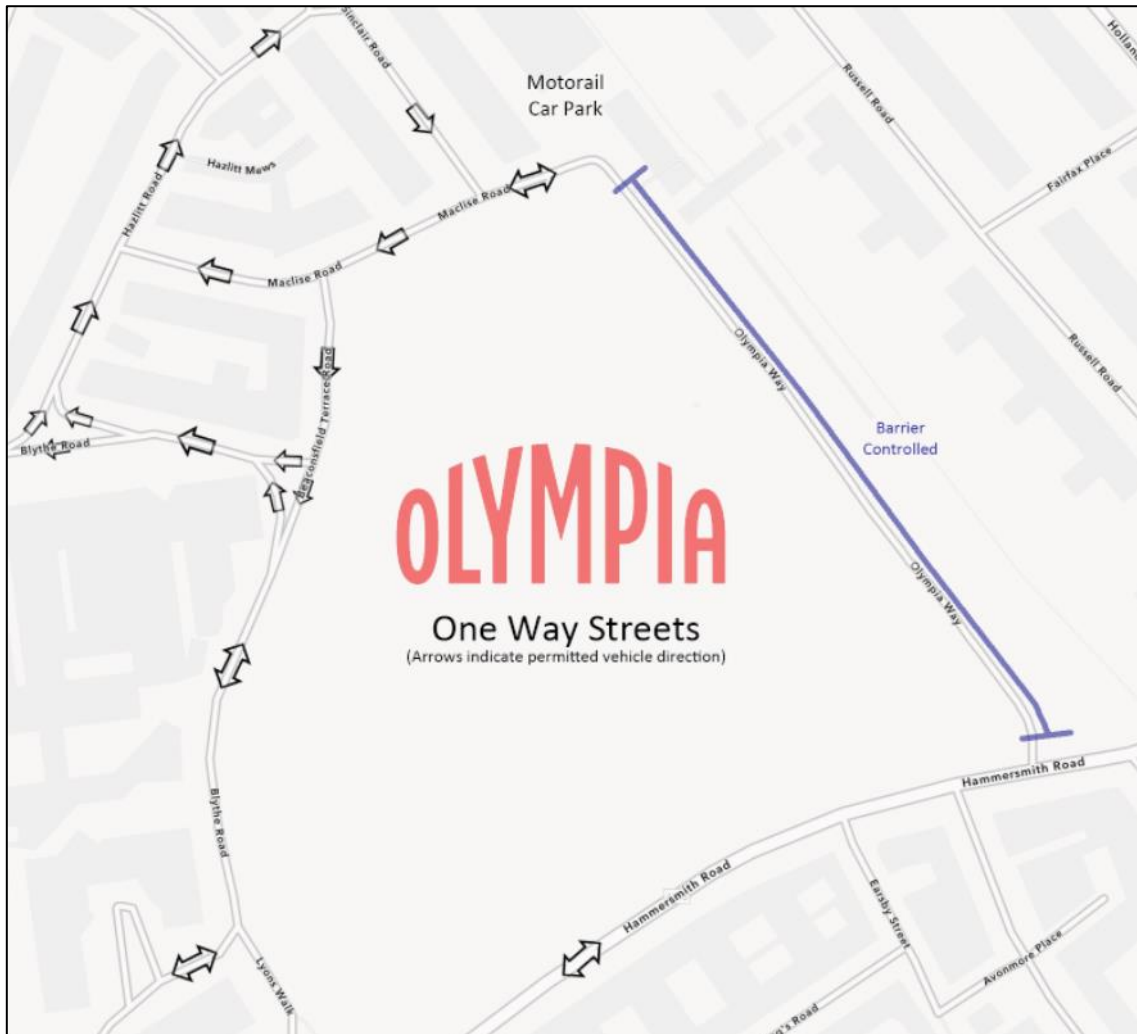 Sinclair Road
Motorail
Car Park
Russell Road
Hazlitt Mews
Fairfax Place
Hazlitt Road
Maclise Road
Maclise Road
Olympia Way
Russell Road
Beaconsfield Terrace Road
Barrier
Controlled
Blythe Road
OLYMPIA
Olympia Way
One Way Streets
(Arrows indicate permitted vehicle direction)
Hammersmith Road
Blythe Road
Hammersmith Road
Earsby Street
Avonmore Place
Lyons Walk